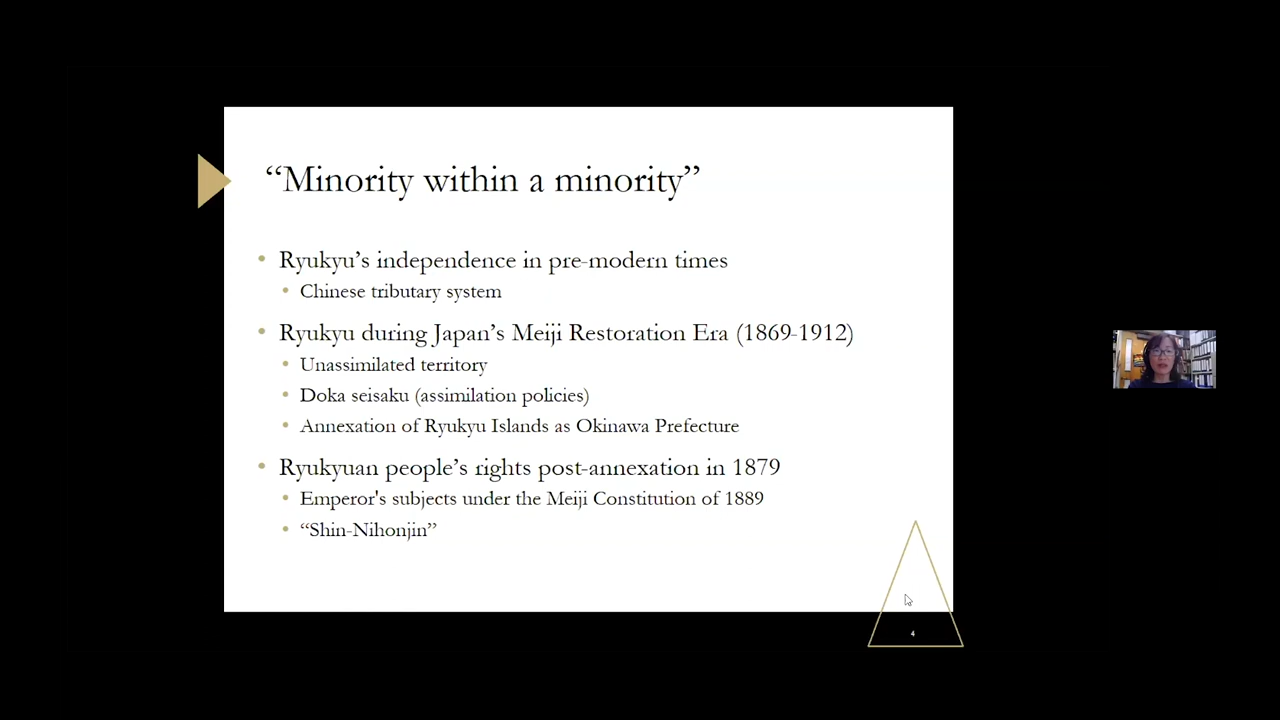 “Minority within a minority”
• Ryukyu’s independence in pre-modern times
• Chinese tributary system
• Ryukyu during Japan’s Meiji Restoration Era (1869-1912)
• Unassimilated territory
• Doka seisaku (assimilation policies)
• Annexation of Ryukyu Islands as Okinawa Prefecture
• Ryukyuan people’s rights post-annexation in 1879
• Emperor's subjects under the Meiji Constitution of 1889
• “Shin-Nihonjin”
4